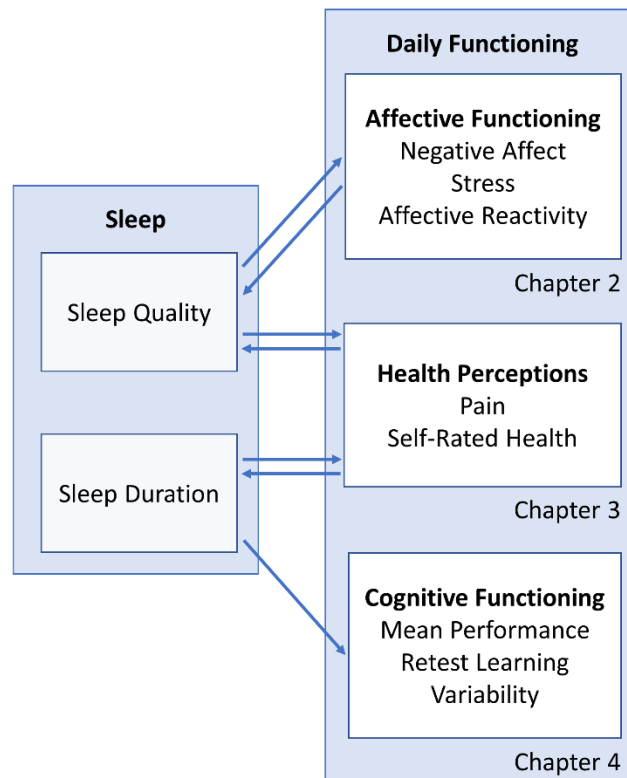 Sleep
Sleep Quality
Sleep Duration
Daily Functioning
Affective Functioning
Negative Affect
Stress
Affective Reactivity
Chapter 2
Health Perceptions
Pain
Self-Rated Health
Chapter 3
Cognitive Functioning
Mean Performance
Retest Learning
Variability
Chapter 4